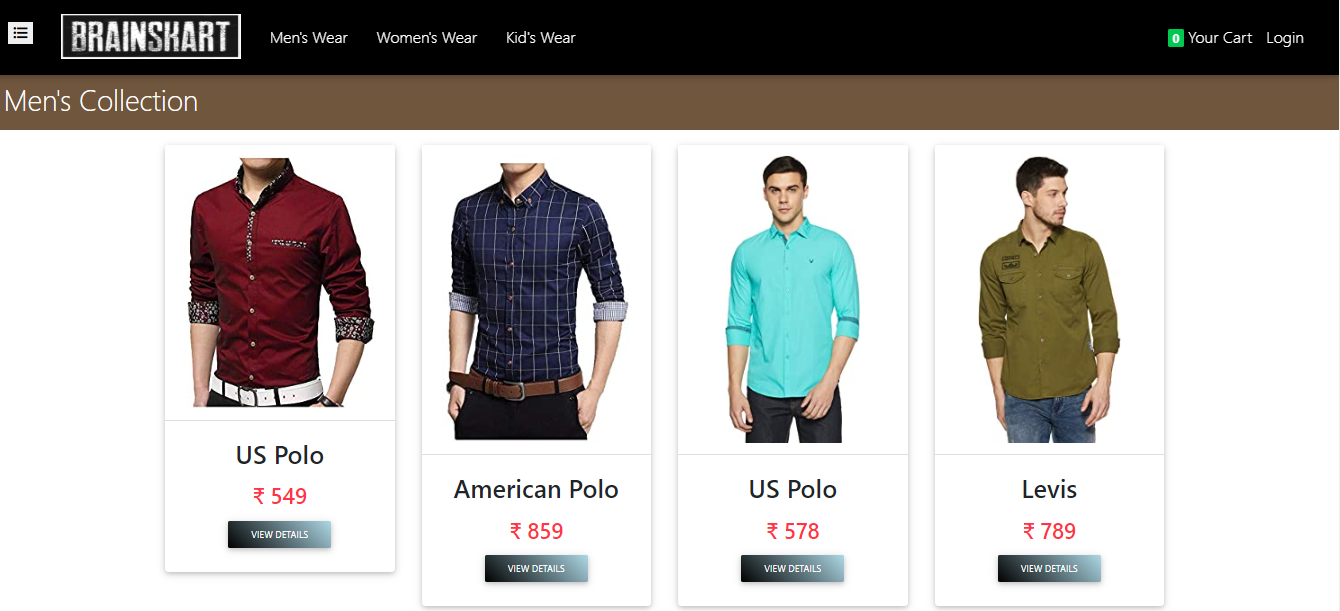 BRAINSKART
Men's Wear
Women's Wear
Kid's Wear
0 Your Cart
Login
Men's Collection
US Polo
₹ 549
VIEW DETAILS
American Polo
₹ 859
VIEW DETAILS
US Polo
₹ 578
VIEW DETAILS
Levis
₹ 789
VIEW DETAILS